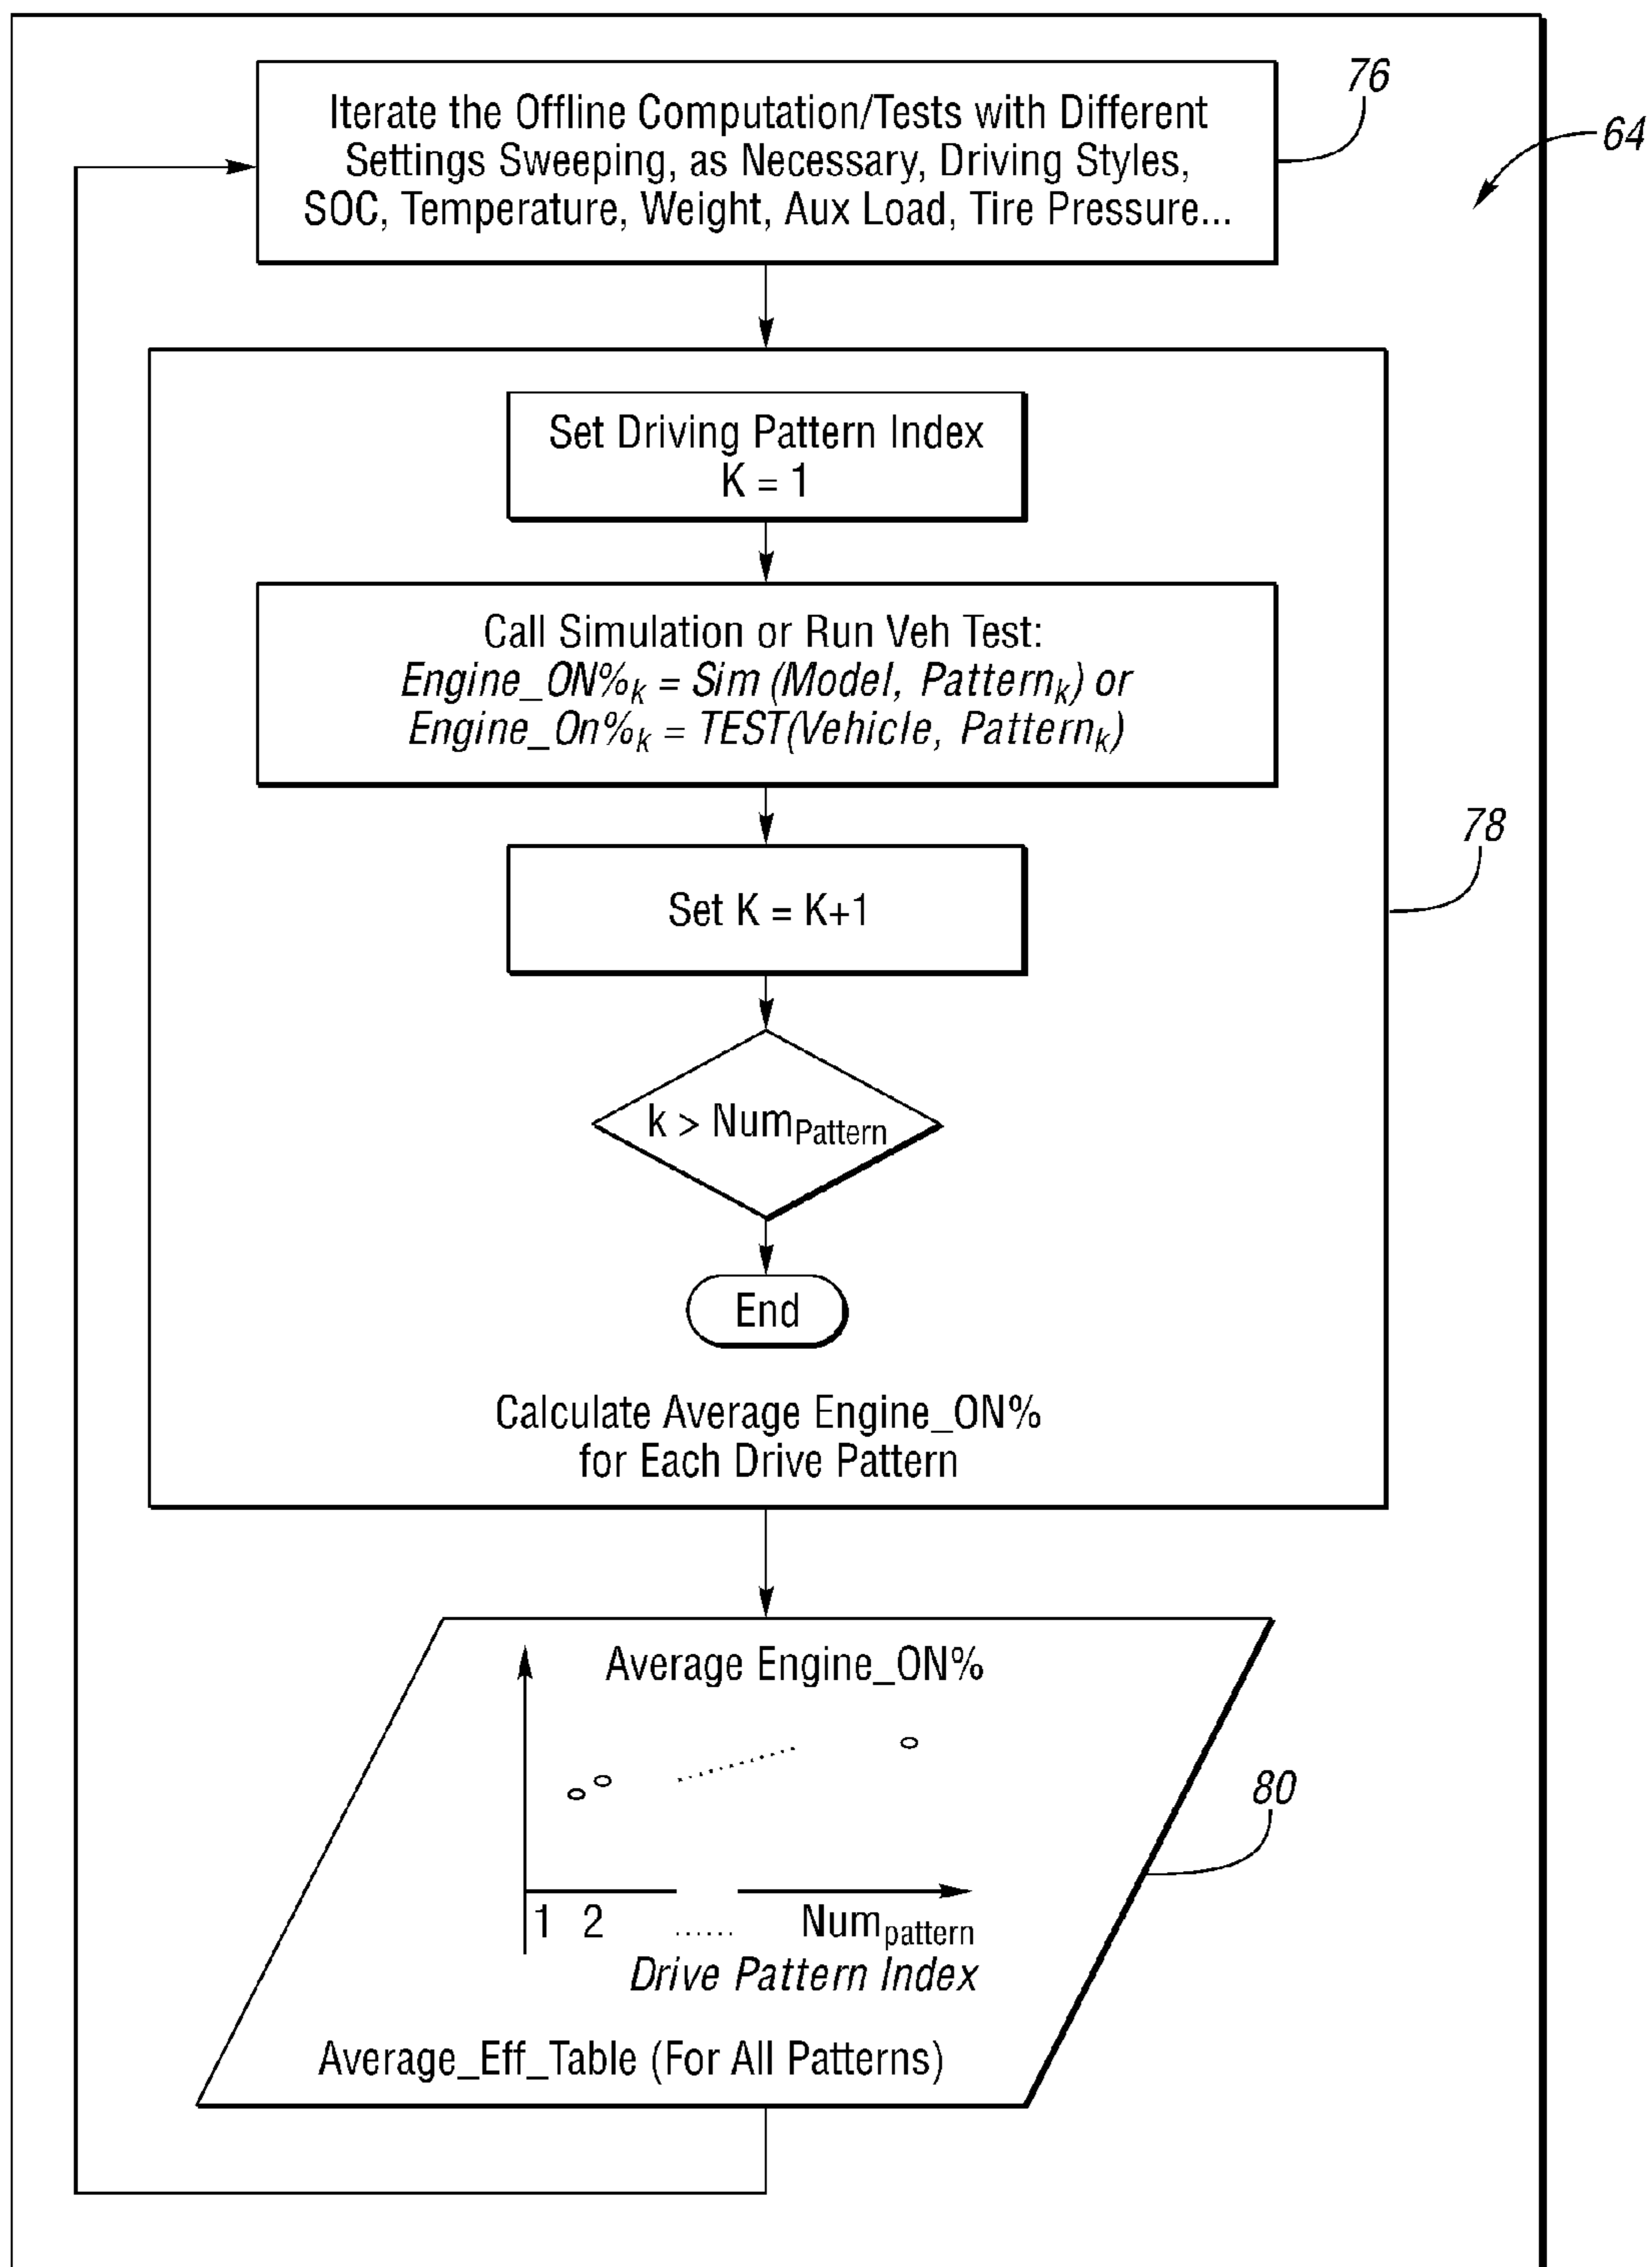 76
64
Iterate the Offline Computation/Tests with Different
Settings Sweeping, as Necessary, Driving Styles,
SOC, Temperature, Weight, Aux Load, Tire Pressure...
Set Driving Pattern Index
K = 1
Call Simulation or Run Veh Test:
Engine_ON%k = Sim (Model, Patternk) or
Engine_On%k = TEST(Vehicle, Patternk)
78
Set K = K+1
k > NumPattern
End
Calculate Average Engine_ON%
for Each Drive Pattern
Average Engine_ON%
80
1 2 ...... Numpattern
Drive Pattern Index
Average_Eff_Table (For All Patterns)